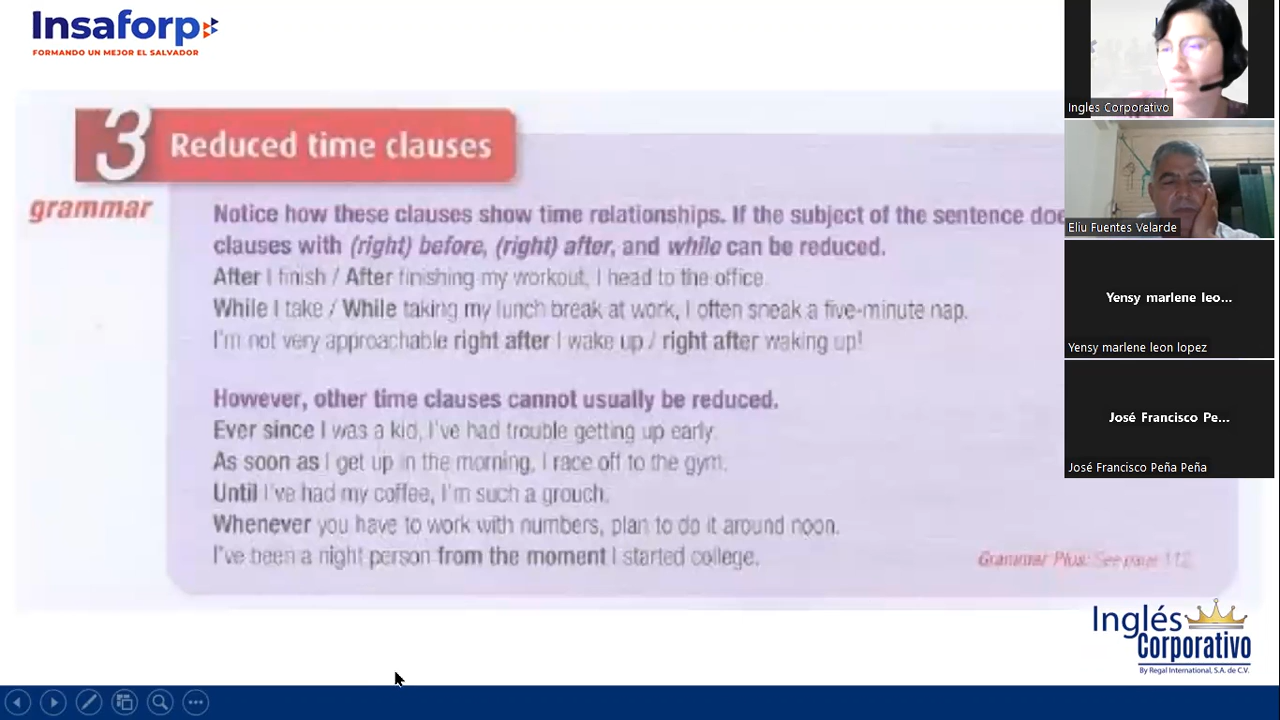 Insaforp
FORMANDO UN MEJOR EL SALVADOR
3 Reduced time clauses
grammar
Notice how these clauses show time relationships. If the subject of the sentence doe
clauses with (right) before, (right) after, and while can be reduced.
After I finish / After finishing my workout, I head to the office.
While I take / While taking my lunch break at work, I often sneak a five-minute nap.
I'm not very approachable right after I wake up / right after waking up!
However, other time clauses cannot usually be reduced.
Ever since I was a kid, I've had trouble getting up early.
As soon as I get up in the morning, I race off to the gym.
Until I've had my coffee, I'm such a grouch.
Whenever you have to work with numbers, plan to do it around noon.
I've been a night person from the moment I started college.
Grammar Plus: See page 112.
Inglés
Corporativo
By Regal International, S.A. de C.V.
Ingles Corporativo
Eliu Fuentes Velarde
Yensy marlene leo...
Yensy marlene leon lopez
José Francisco Pe...
José Francisco Peña Peña